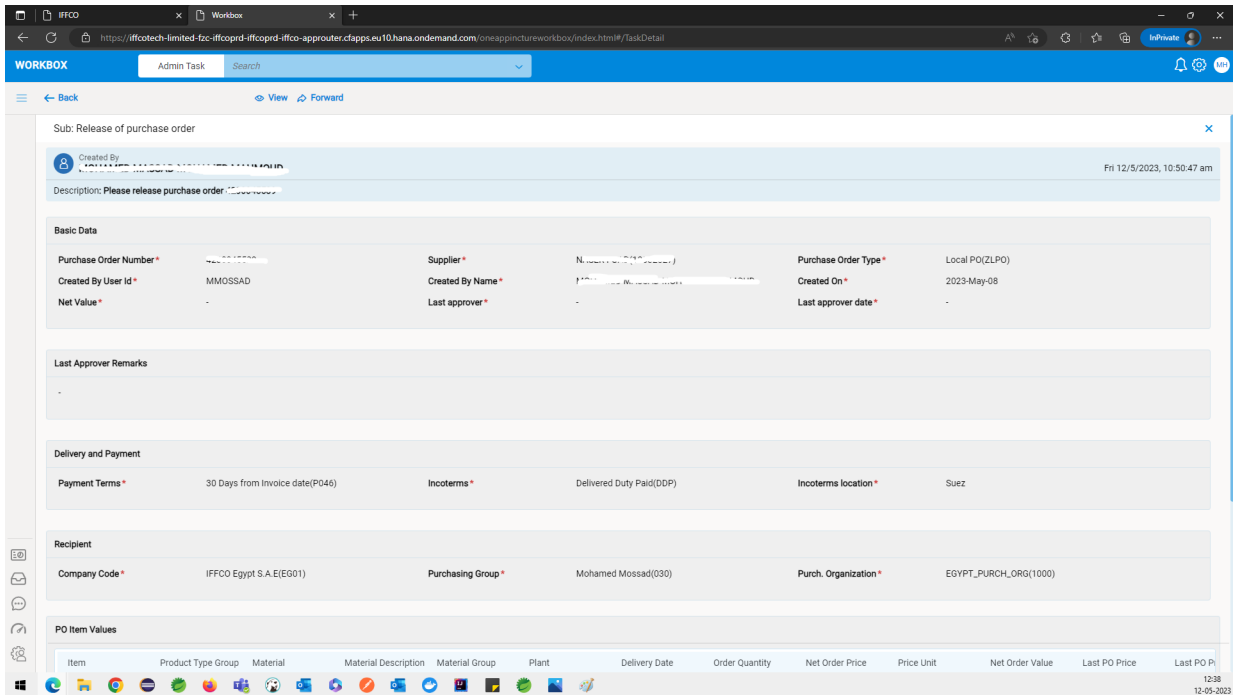 IFFCO
Workbox
https://iffcotech-limited-fzc-iffcoprd-iffcoprd-iffco-approuter.cfapps.eu10.hana.ondemand.com/oneappinctureworkbox/index.html#/TaskDetail
InPrivate
WORKBOX Admin Task Search MH
Back View Forward
Sub: Release of purchase order
Created By
Fri 12/5/2023, 10:50:47 am
Description: Please release purchase order
Basic Data
Purchase Order Number* Supplier* Purchase Order Type* Local PO(ZLPO)
Created By User Id* MMOSSAD Created By Name* Created On* 2023-May-08
Net Value* - Last approver* - Last approver date* -
Last Approver Remarks
-
Delivery and Payment
Payment Terms* 30 Days from Invoice date(P046) Incoterms* Delivered Duty Paid(DDP) Incoterms location* Suez
Recipient
Company Code* IFFCO Egypt S.A.E(EG01) Purchasing Group* Mohamed Mossad(030) Purch. Organization* EGYPT_PURCH_ORG(1000)
PO Item Values
Item Product Type Group Material Material Description Material Group Plant Delivery Date Order Quantity Net Order Price Price Unit Net Order Value Last PO Price Last PO
12:38
12-05-2023